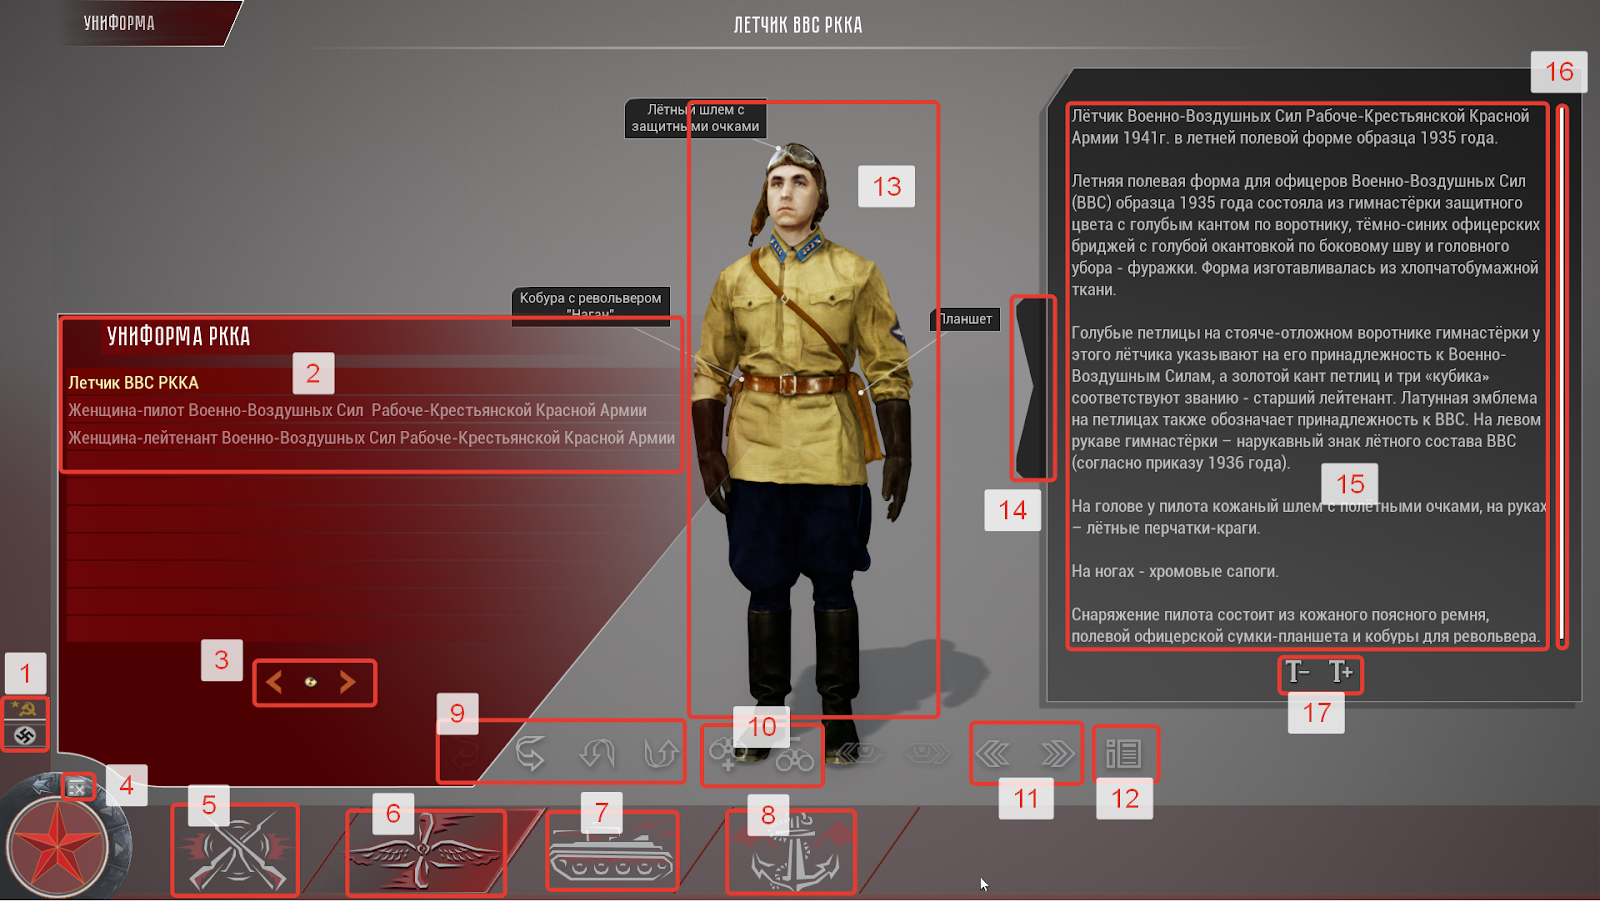 УНИФОРМА
ЛЕТЧИК ВВС РККА
16
Лётный шлем с
защитными очками
13
Кобура с револьвером
"Наган"
Планшет
УНИФОРМА РККА
2
Летчик ВВС РККА
Женщина-пилот Военно-Воздушных Сил Рабоче-Крестьянской Красной Армии
Женщина-лейтенант Военно-Воздушных Сил Рабоче-Крестьянской Красной Армии
Лётчик Военно-Воздушных Сил Рабоче-Крестьянской Красной
Армии 1941г. в летней полевой форме образца 1935 года.
Летняя полевая форма для офицеров Военно-Воздушных Сил
(ВВС) образца 1935 года состояла из гимнастёрки защитного
цвета с голубым кантом по воротнику, тёмно-синих офицерских
бриджей с голубой окантовкой по боковому шву и головного
убора - фуражки. Форма изготавливалась из хлопчатобумажной
ткани.
Голубые петлицы на стояче-отложном воротнике гимнастёрки у
этого лётчика указывают на его принадлежность к Военно-
Воздушным Силам, а золотой кант петлиц и три «кубика»
соответствуют званию - старший лейтенант. Латунная эмблема
на петлицах также обозначает принадлежность к ВВС. На левом
рукаве гимнастёрки – нарукавный знак лётного состава ВВС
(согласно приказу 1936 года).
15
14
На голове у пилота кожаный шлем с полётными очками, на руках
– лётные перчатки-краги.
На ногах - хромовые сапоги.
Снаряжение пилота состоит из кожаного поясного ремня,
полевой офицерской сумки-планшета и кобуры для револьвера.
T- T+
17
3
1
9
10
11
12
4
5
6
7
8